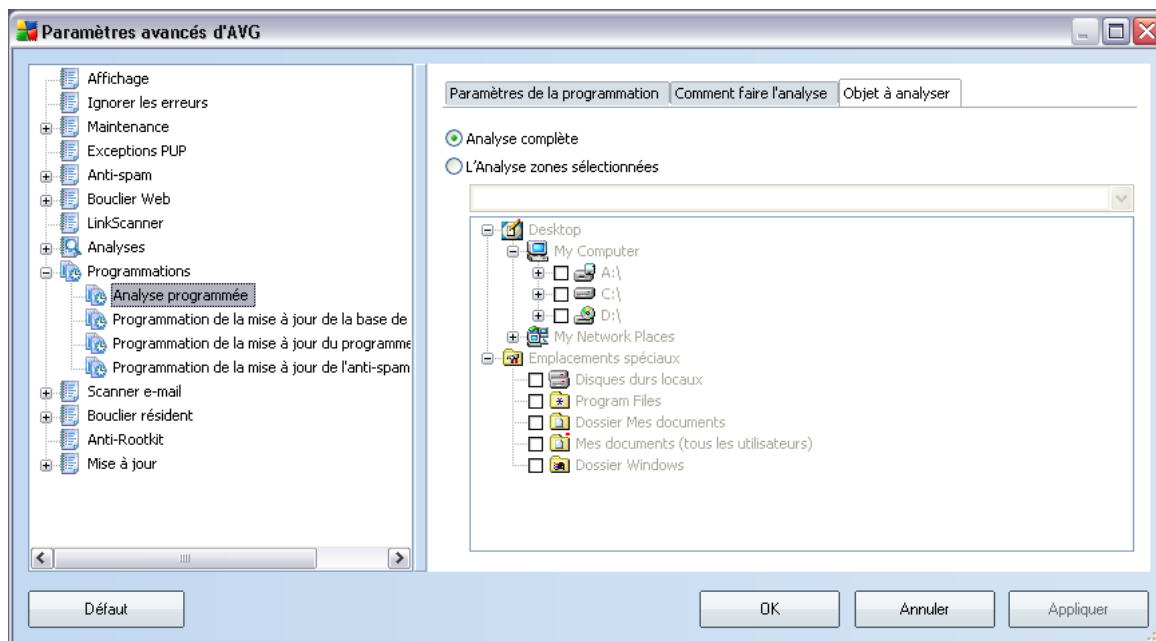 Paramètres avancés d'AVG
Affichage
Ignorer les erreurs
Maintenance
Exceptions PUP
Anti-spam
Bouclier Web
LinkScanner
Analyses
Programmations
Analyse programmée
Programmation de la mise à jour de la base de
Programmation de la mise à jour du programme
Programmation de la mise à jour de l'anti-spam
Scanner e-mail
Bouclier résident
Anti-Rootkit
Mise à jour
Paramètres de la programmation Comment faire l'analyse Objet à analyser
Analyse complète
L'Analyse zones sélectionnées
Desktop
My Computer
A:\
C:\
D:\
My Network Places
Emplacements spéciaux
Disques durs locaux
Program Files
Dossier Mes documents
Mes documents (tous les utilisateurs)
Dossier Windows
Défaut OK Annuler Appliquer